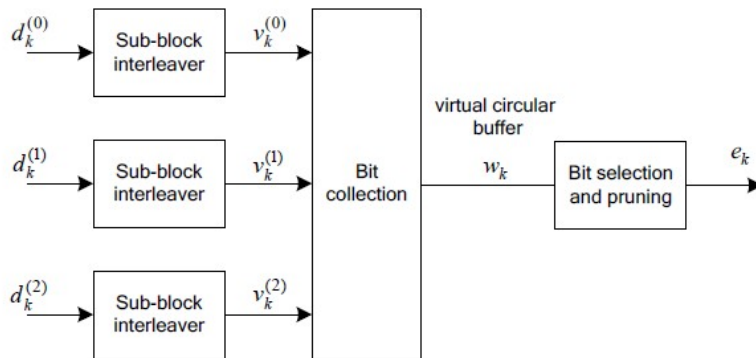 d_k^{(0)}
Sub-block
interleaver
v_k^{(0)}
virtual circular
buffer
d_k^{(1)}
Sub-block
interleaver
v_k^{(1)}
Bit
collection
w_k
Bit selection
and pruning
e_k
d_k^{(2)}
Sub-block
interleaver
v_k^{(2)}